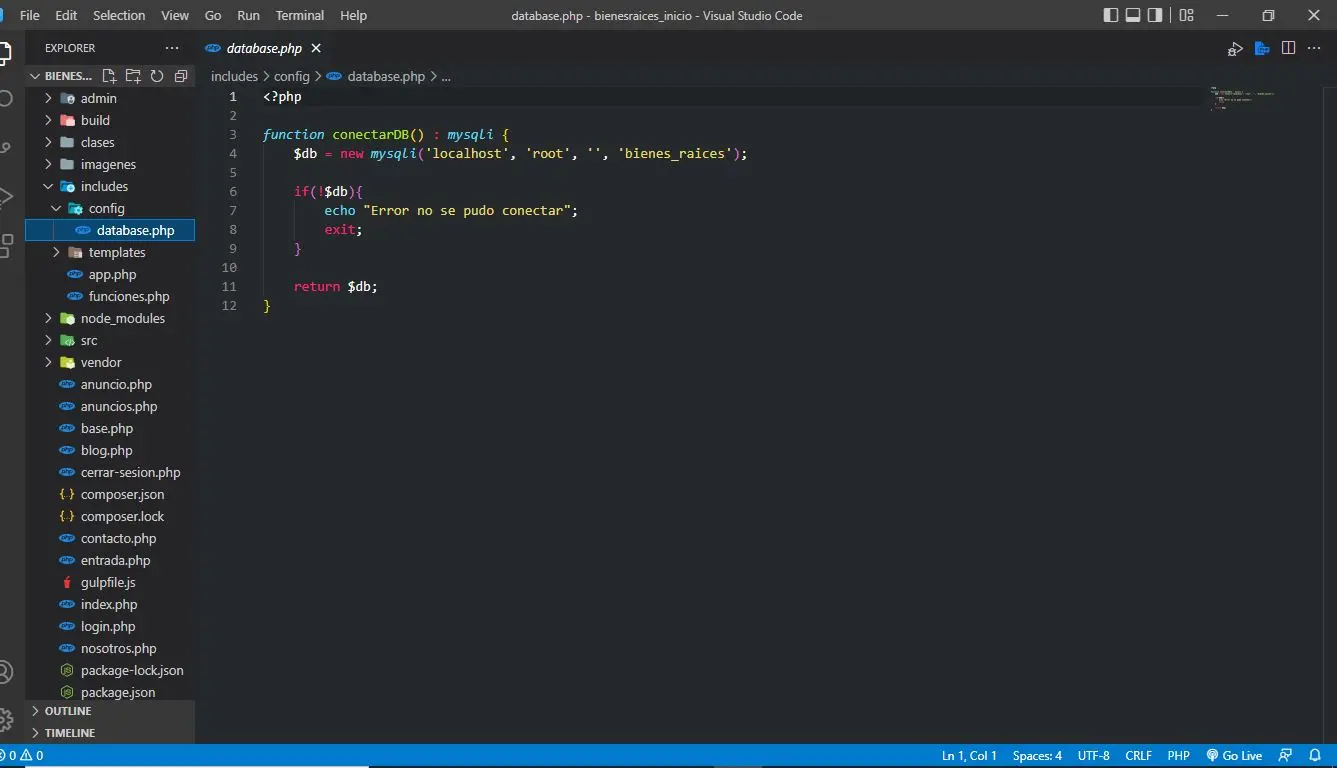 File Edit Selection View Go Run Terminal Help database.php - bienesraices_inicio - Visual Studio Code
EXPLORER
BIENES...
admin
build
clases
imagenes
includes
config
database.php
templates
app.php
funciones.php
node_modules
src
vendor
anuncio.php
anuncios.php
base.php
blog.php
cerrar-sesion.php
composer.json
composer.lock
contacto.php
entrada.php
gulpfile.js
index.php
login.php
nosotros.php
package-lock.json
package.json
OUTLINE
TIMELINE
database.php
includes > config > database.php > ...
1 <?php
2
3 function conectarDB() : mysqli {
4 $db = new mysqli('localhost', 'root', '', 'bienes_raices');
5
6 if(!$db){
7 echo "Error no se pudo conectar";
8 exit;
9 }
10
11 return $db;
12 }
0 0 Ln 1, Col 1 Spaces: 4 UTF-8 CRLF PHP Go Live